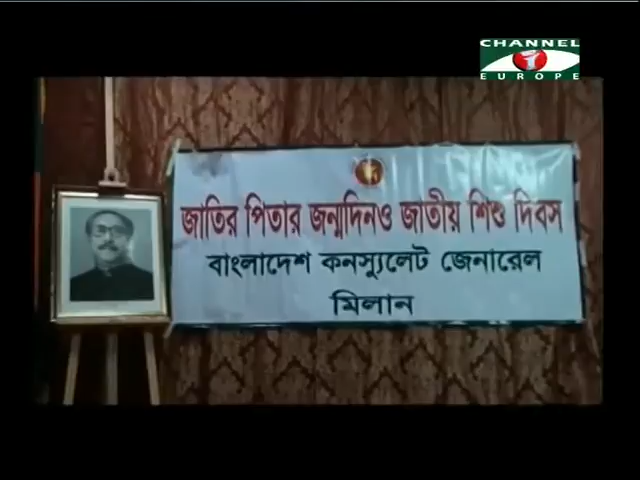 CHANNEL
i
EUROPE
জাতির পিতার জন্মদিনও জাতীয় শিশু দিবস
বাংলাদেশ কনস্যুলেট জেনারেল
মিলান